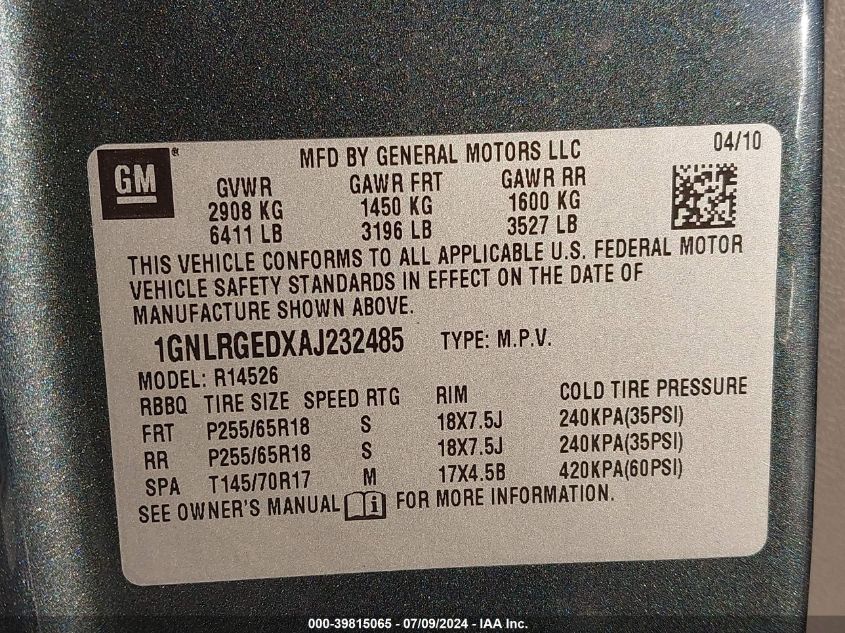 GM ®
MFD BY GENERAL MOTORS LLC 04/10
GVWR GAWR FRT GAWR RR
2908 KG 1450 KG 1600 KG
6411 LB 3196 LB 3527 LB
THIS VEHICLE CONFORMS TO ALL APPLICABLE U.S. FEDERAL MOTOR
VEHICLE SAFETY STANDARDS IN EFFECT ON THE DATE OF
MANUFACTURE SHOWN ABOVE.
1GNLRGEDXAJ232485 TYPE: M.P.V.
MODEL: R14526
RBBQ TIRE SIZE SPEED RTG RIM COLD TIRE PRESSURE
FRT P255/65R18 S 18X7.5J 240KPA(35PSI)
RR P255/65R18 S 18X7.5J 240KPA(35PSI)
SPA T145/70R17 M 17X4.5B 420KPA(60PSI)
SEE OWNER'S MANUAL i FOR MORE INFORMATION.
000-39815065 - 07/09/2024 - IAA Inc.